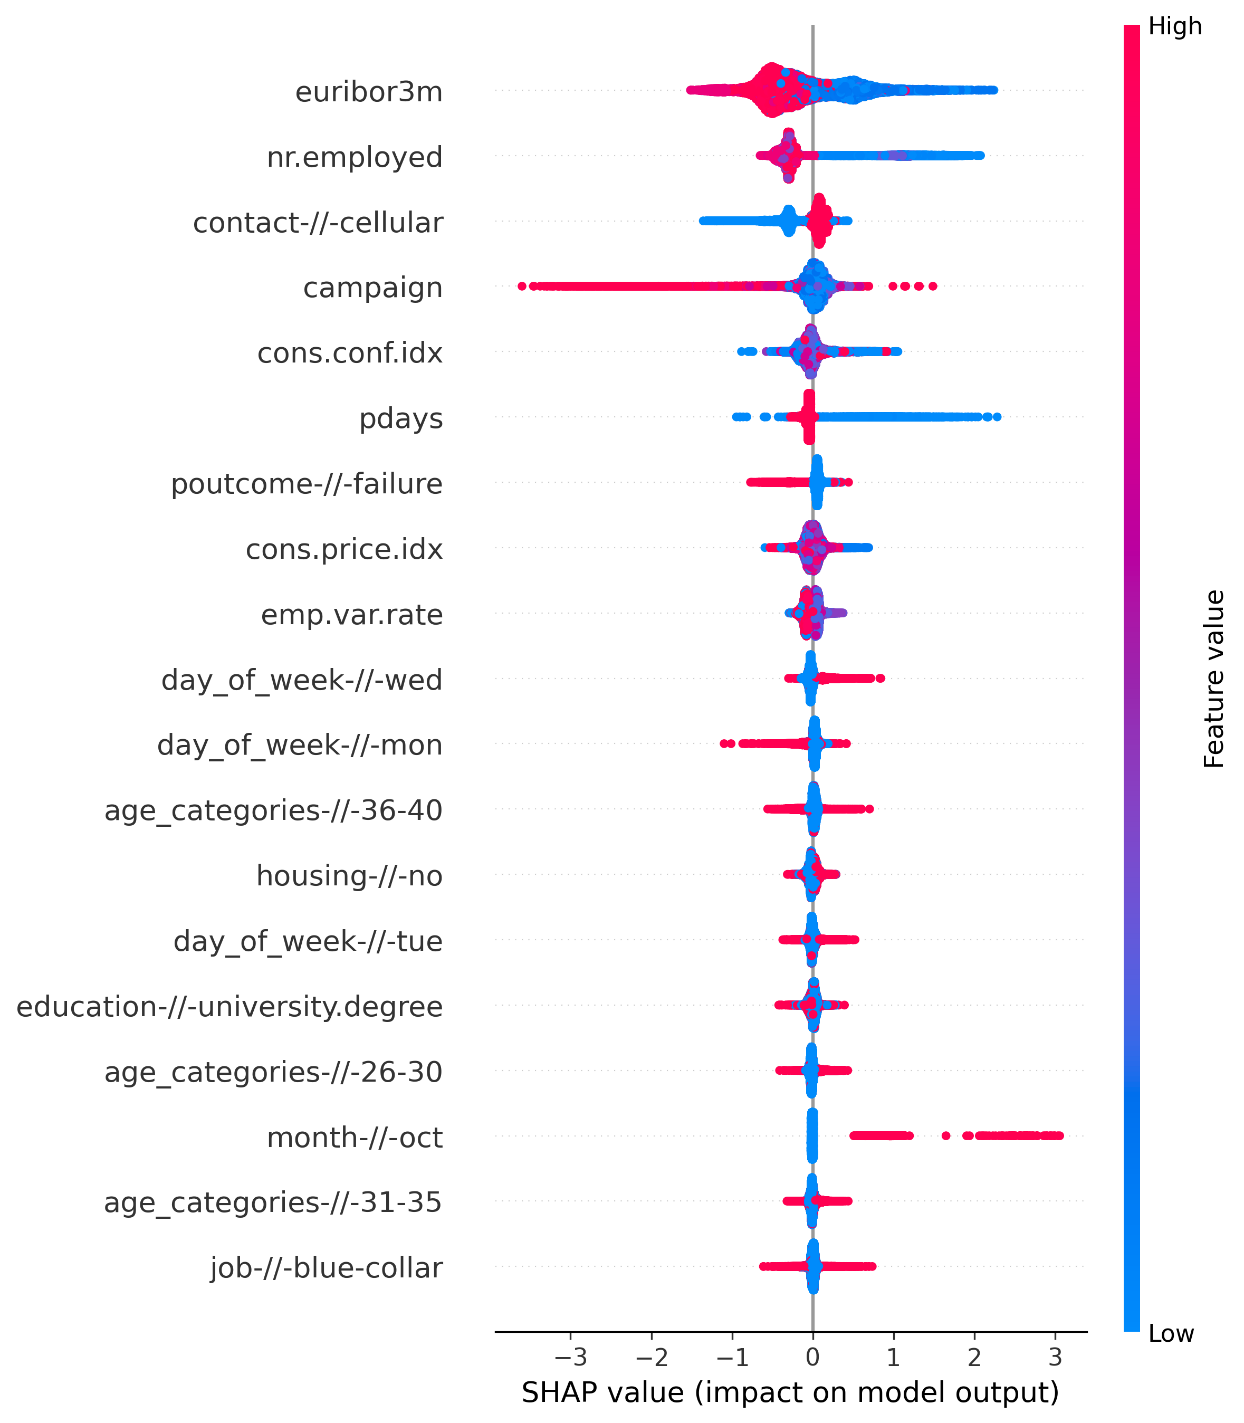 High
euribor3m
nr.employed
contact-//-cellular
campaign
cons.conf.idx
pdays
poutcome-//-failure
cons.price.idx
emp.var.rate
day_of_week-//-wed
day_of_week-//-mon
age_categories-//-36-40
housing-//-no
day_of_week-//-tue
education-//-university.degree
age_categories-//-26-30
month-//-oct
age_categories-//-31-35
job-//-blue-collar
Feature value
Low
−3 −2 −1 0 1 2 3
SHAP value (impact on model output)